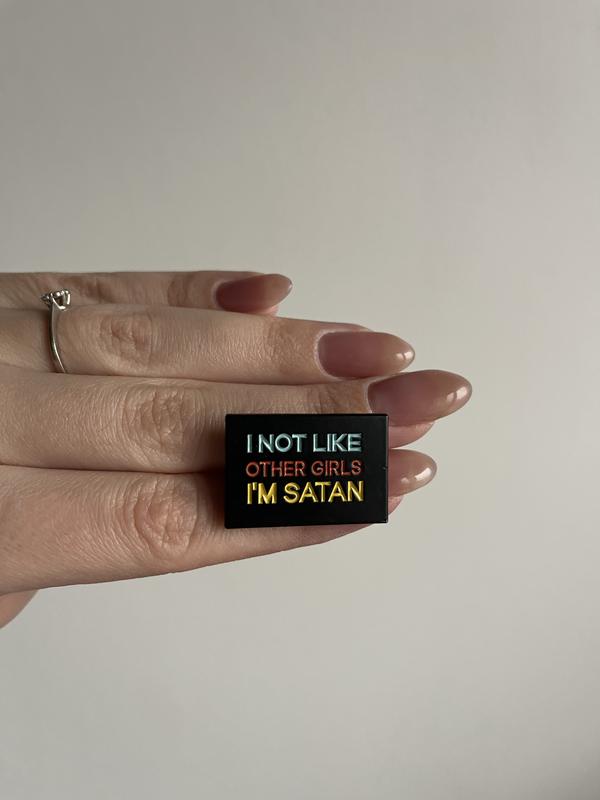 I NOT LIKE
OTHER GIRLS
I'M SATAN